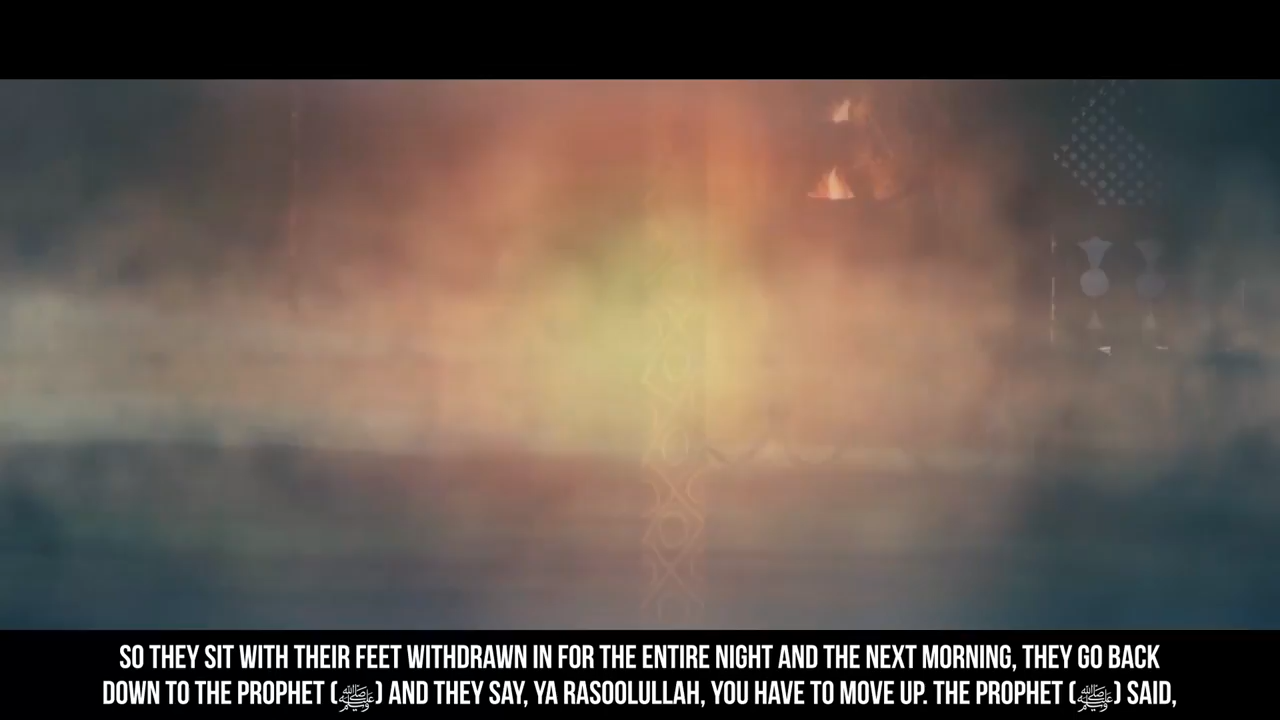 SO THEY SIT WITH THEIR FEET WITHDRAWN IN FOR THE ENTIRE NIGHT AND THE NEXT MORNING, THEY GO BACK
DOWN TO THE PROPHET (ﷺ) AND THEY SAY, YA RASOOLULLAH, YOU HAVE TO MOVE UP. THE PROPHET (ﷺ) SAID,